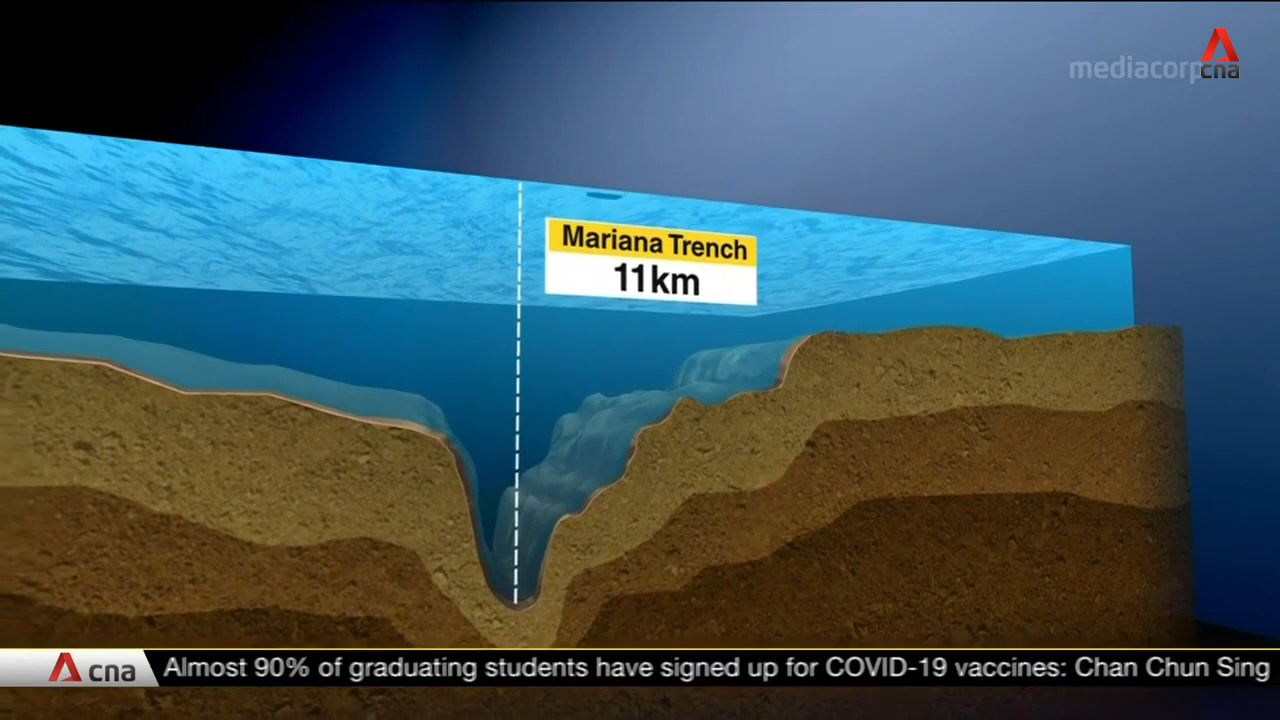 mediacorp
cna
Mariana Trench
11km
cna
Almost 90% of graduating students have signed up for COVID-19 vaccines: Chan Chun Sing